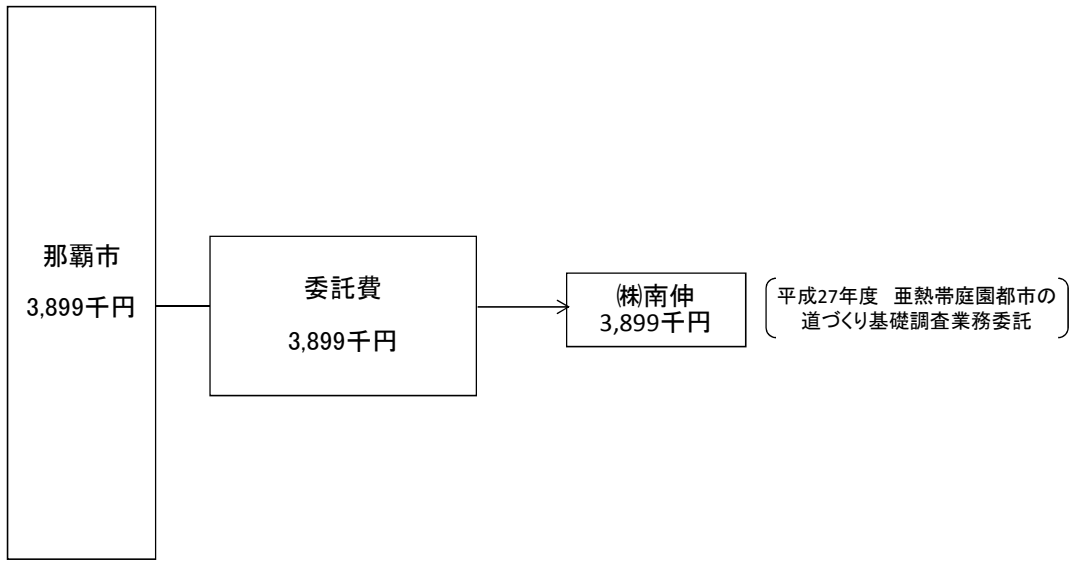 那覇市
3,899千円
委託費
3,899千円
㈱南伸
3,899千円
平成27年度　亜熱帯庭園都市の
道づくり基礎調査業務委託